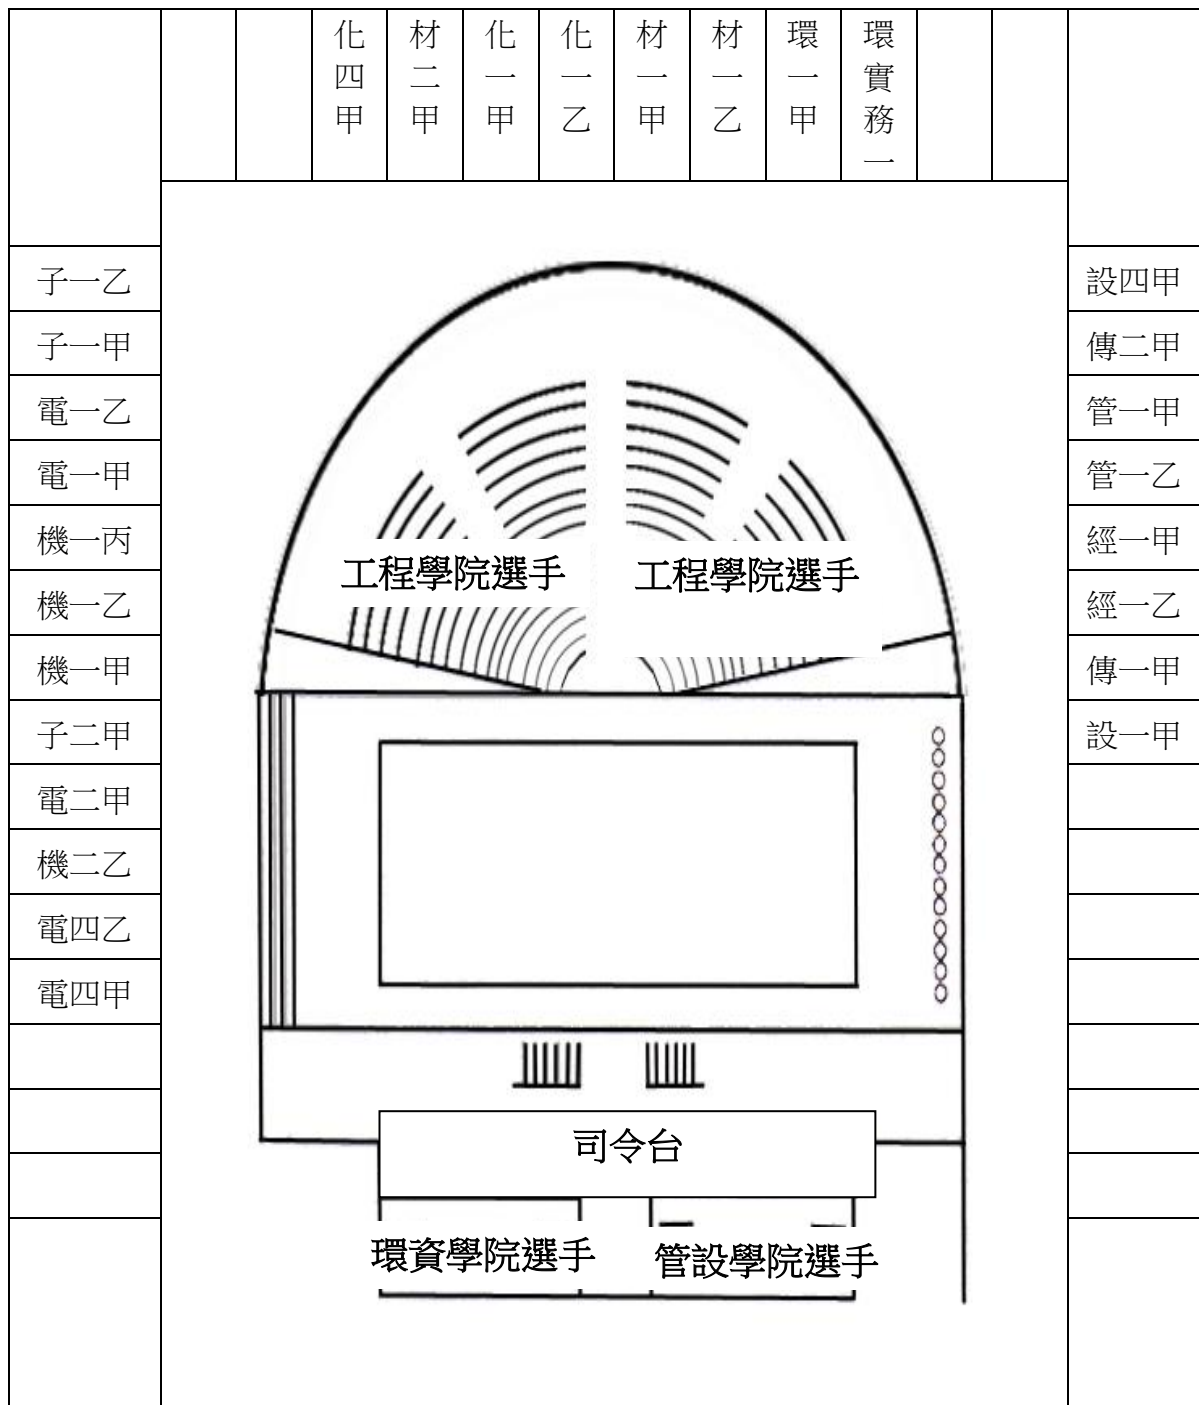 化四甲
材二甲
化一甲
化一乙
材一甲
材一乙
環一甲
環實務一
子一乙
子一甲
電一乙
電一甲
機一丙
機一乙
機一甲
子二甲
電二甲
機二乙
電四乙
電四甲
設四甲
傳二甲
管一甲
管一乙
經一甲
經一乙
傳一甲
設一甲
工程學院選手
工程學院選手
司令台
環資學院選手
管設學院選手